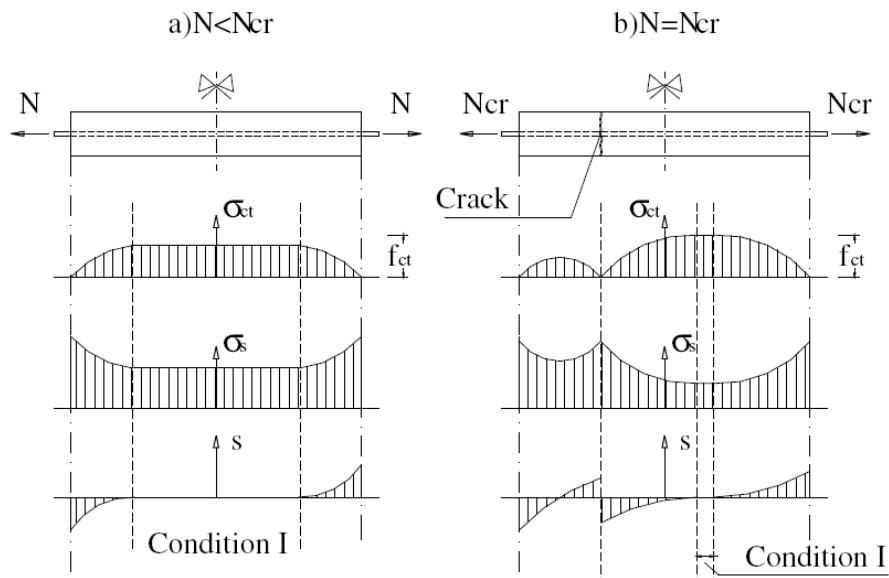 a)N<Ncr
b)N=Ncr
N
N
Ncr
Ncr
Crack
σct
fct
σct
fct
σs
σs
s
s
Condition I
Condition I